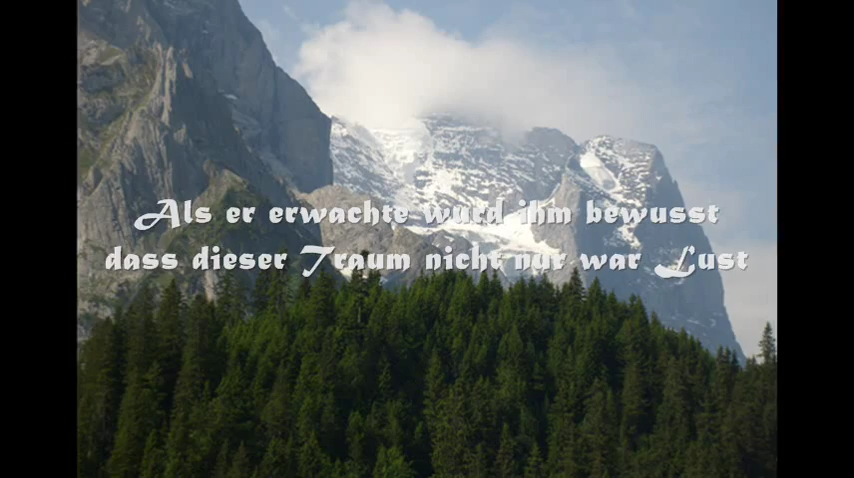 Als er erwachte wurd ihm bewusst
dass dieser Traum nicht nur war Lust